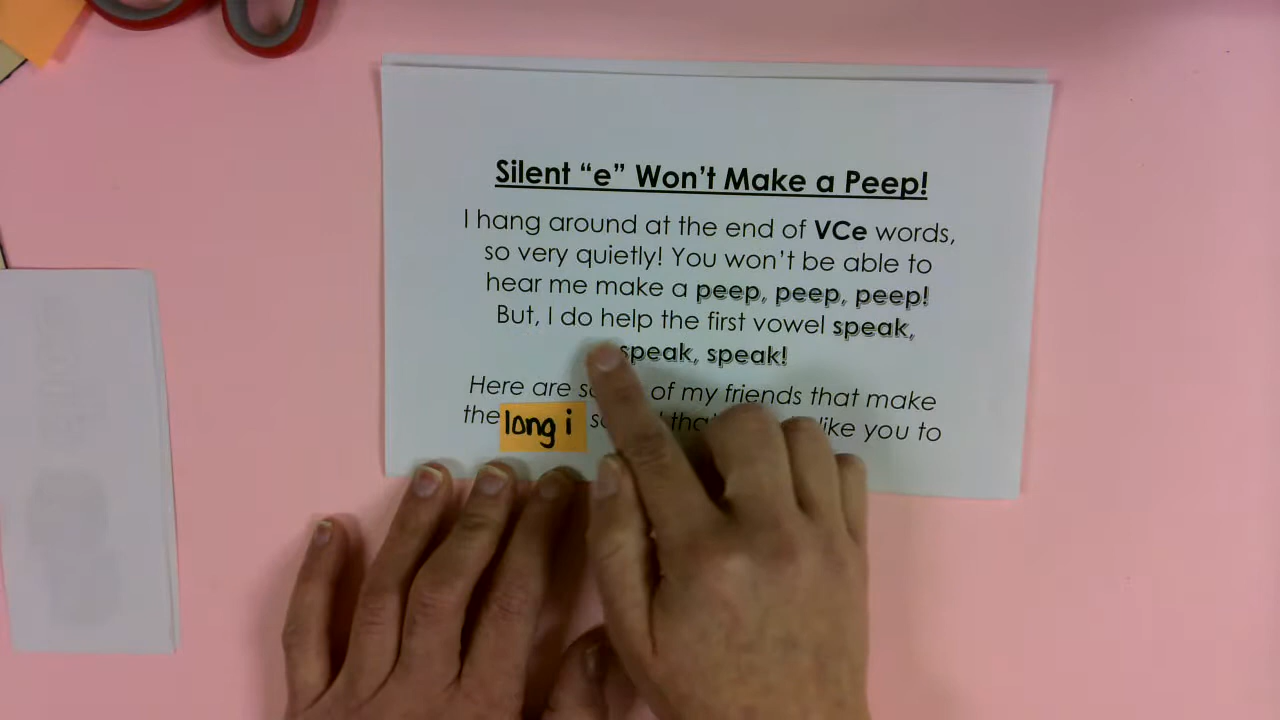 Silent “e” Won't Make a Peep!
I hang around at the end of VCe words,
so very quietly! You won't be able to
hear me make a peep, peep, peep!
But, I do help the first vowel speak,
speak, speak!
Here are of my friends that make
the long i like you to